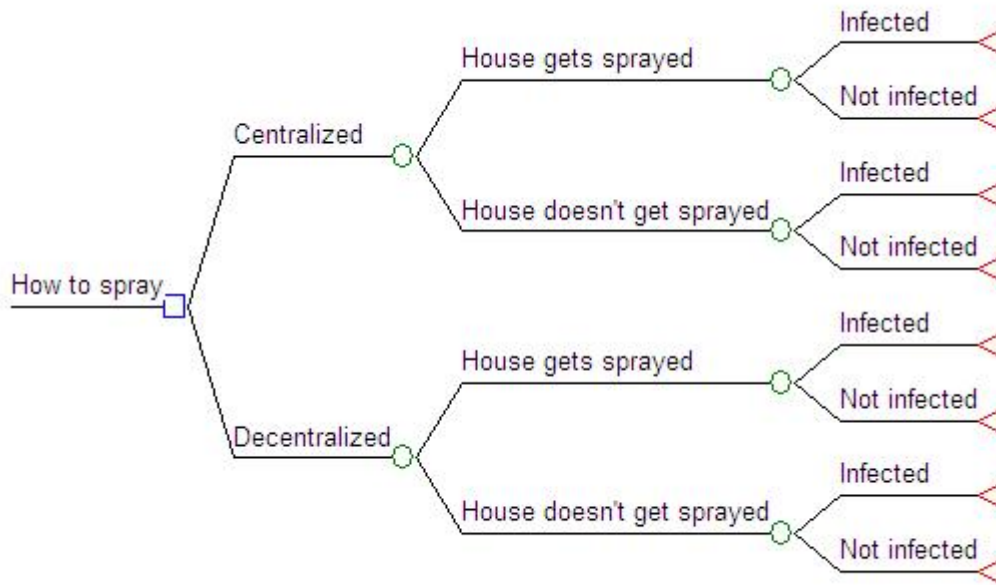 Infected
House gets sprayed
Not infected
Centralized
Infected
House doesn't get sprayed
Not infected
How to spray
Infected
House gets sprayed
Not infected
Decentralized
Infected
House doesn't get sprayed
Not infected